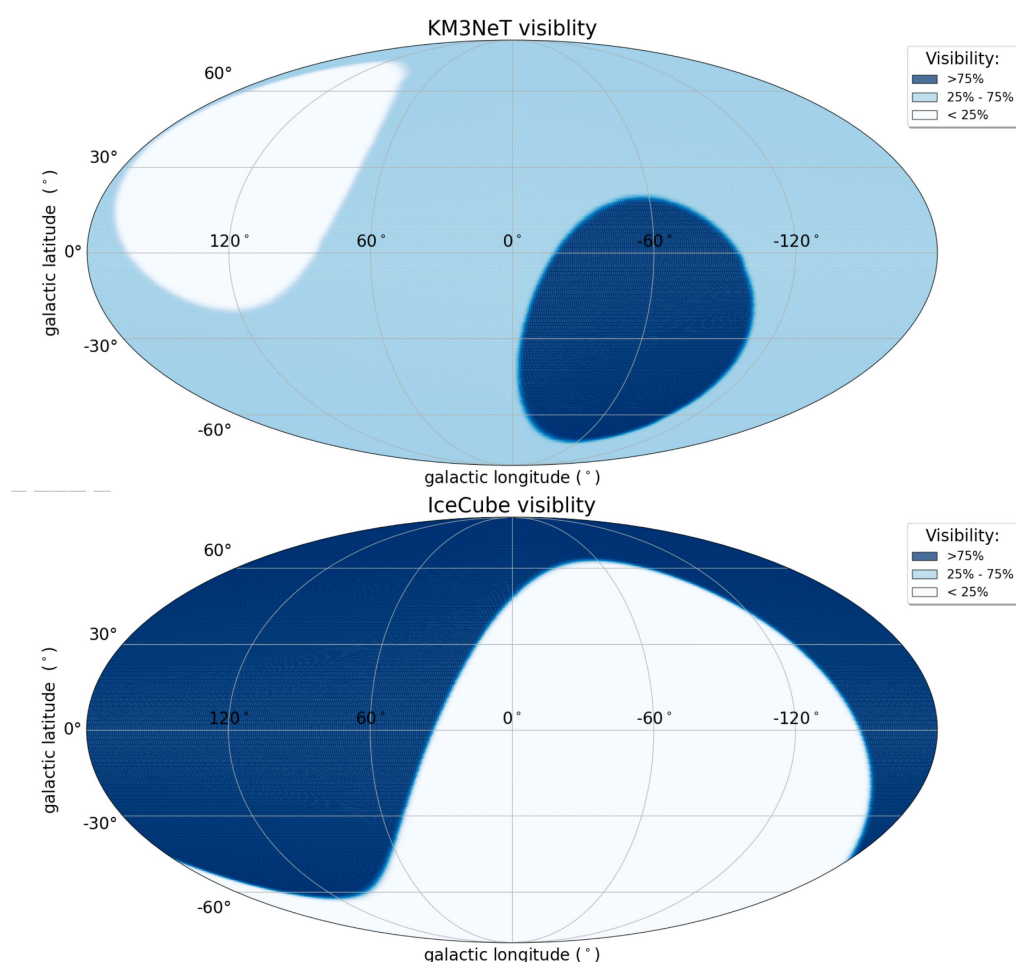 KM3NeT visiblity
Visibility:
>75%
25% - 75%
< 25%
60°
30°
0°
-30°
-60°
galactic latitude (°)
120°
60°
0°
-60°
-120°
galactic longitude (°)
IceCube visiblity
Visibility:
>75%
25% - 75%
< 25%
60°
30°
0°
-30°
-60°
galactic latitude (°)
120°
60°
0°
-60°
-120°
galactic longitude (°)